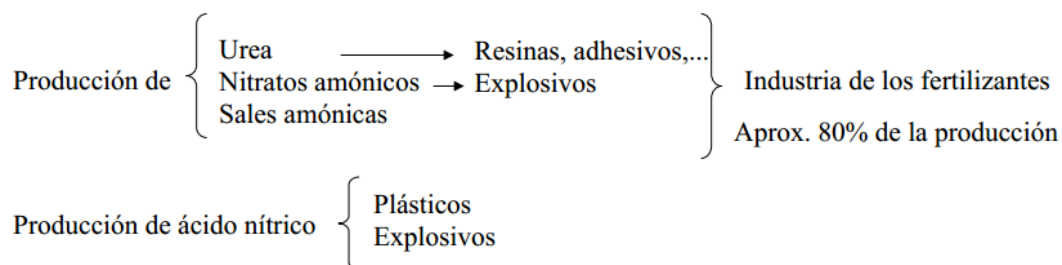 Producción de
Urea
Nitratos amónicos
Sales amónicas
Resinas, adhesivos,...
Explosivos
Industria de los fertilizantes
Aprox. 80% de la producción
Producción de ácido nítrico
Plásticos
Explosivos